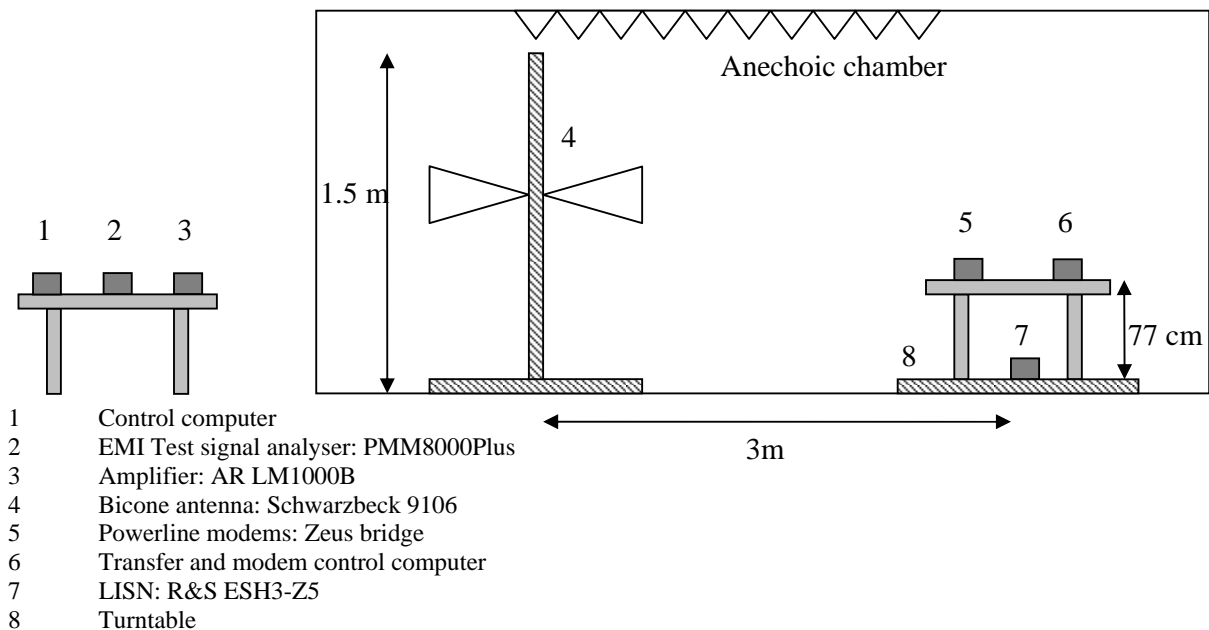 Anechoic chamber
4
1.5 m
1 2 3
5 6
7
77 cm
8
3m
1 Control computer
2 EMI Test signal analyser: PMM8000Plus
3 Amplifier: AR LM1000B
4 Bicone antenna: Schwarzbeck 9106
5 Powerline modems: Zeus bridge
6 Transfer and modem control computer
7 LISN: R&S ESH3-Z5
8 Turntable